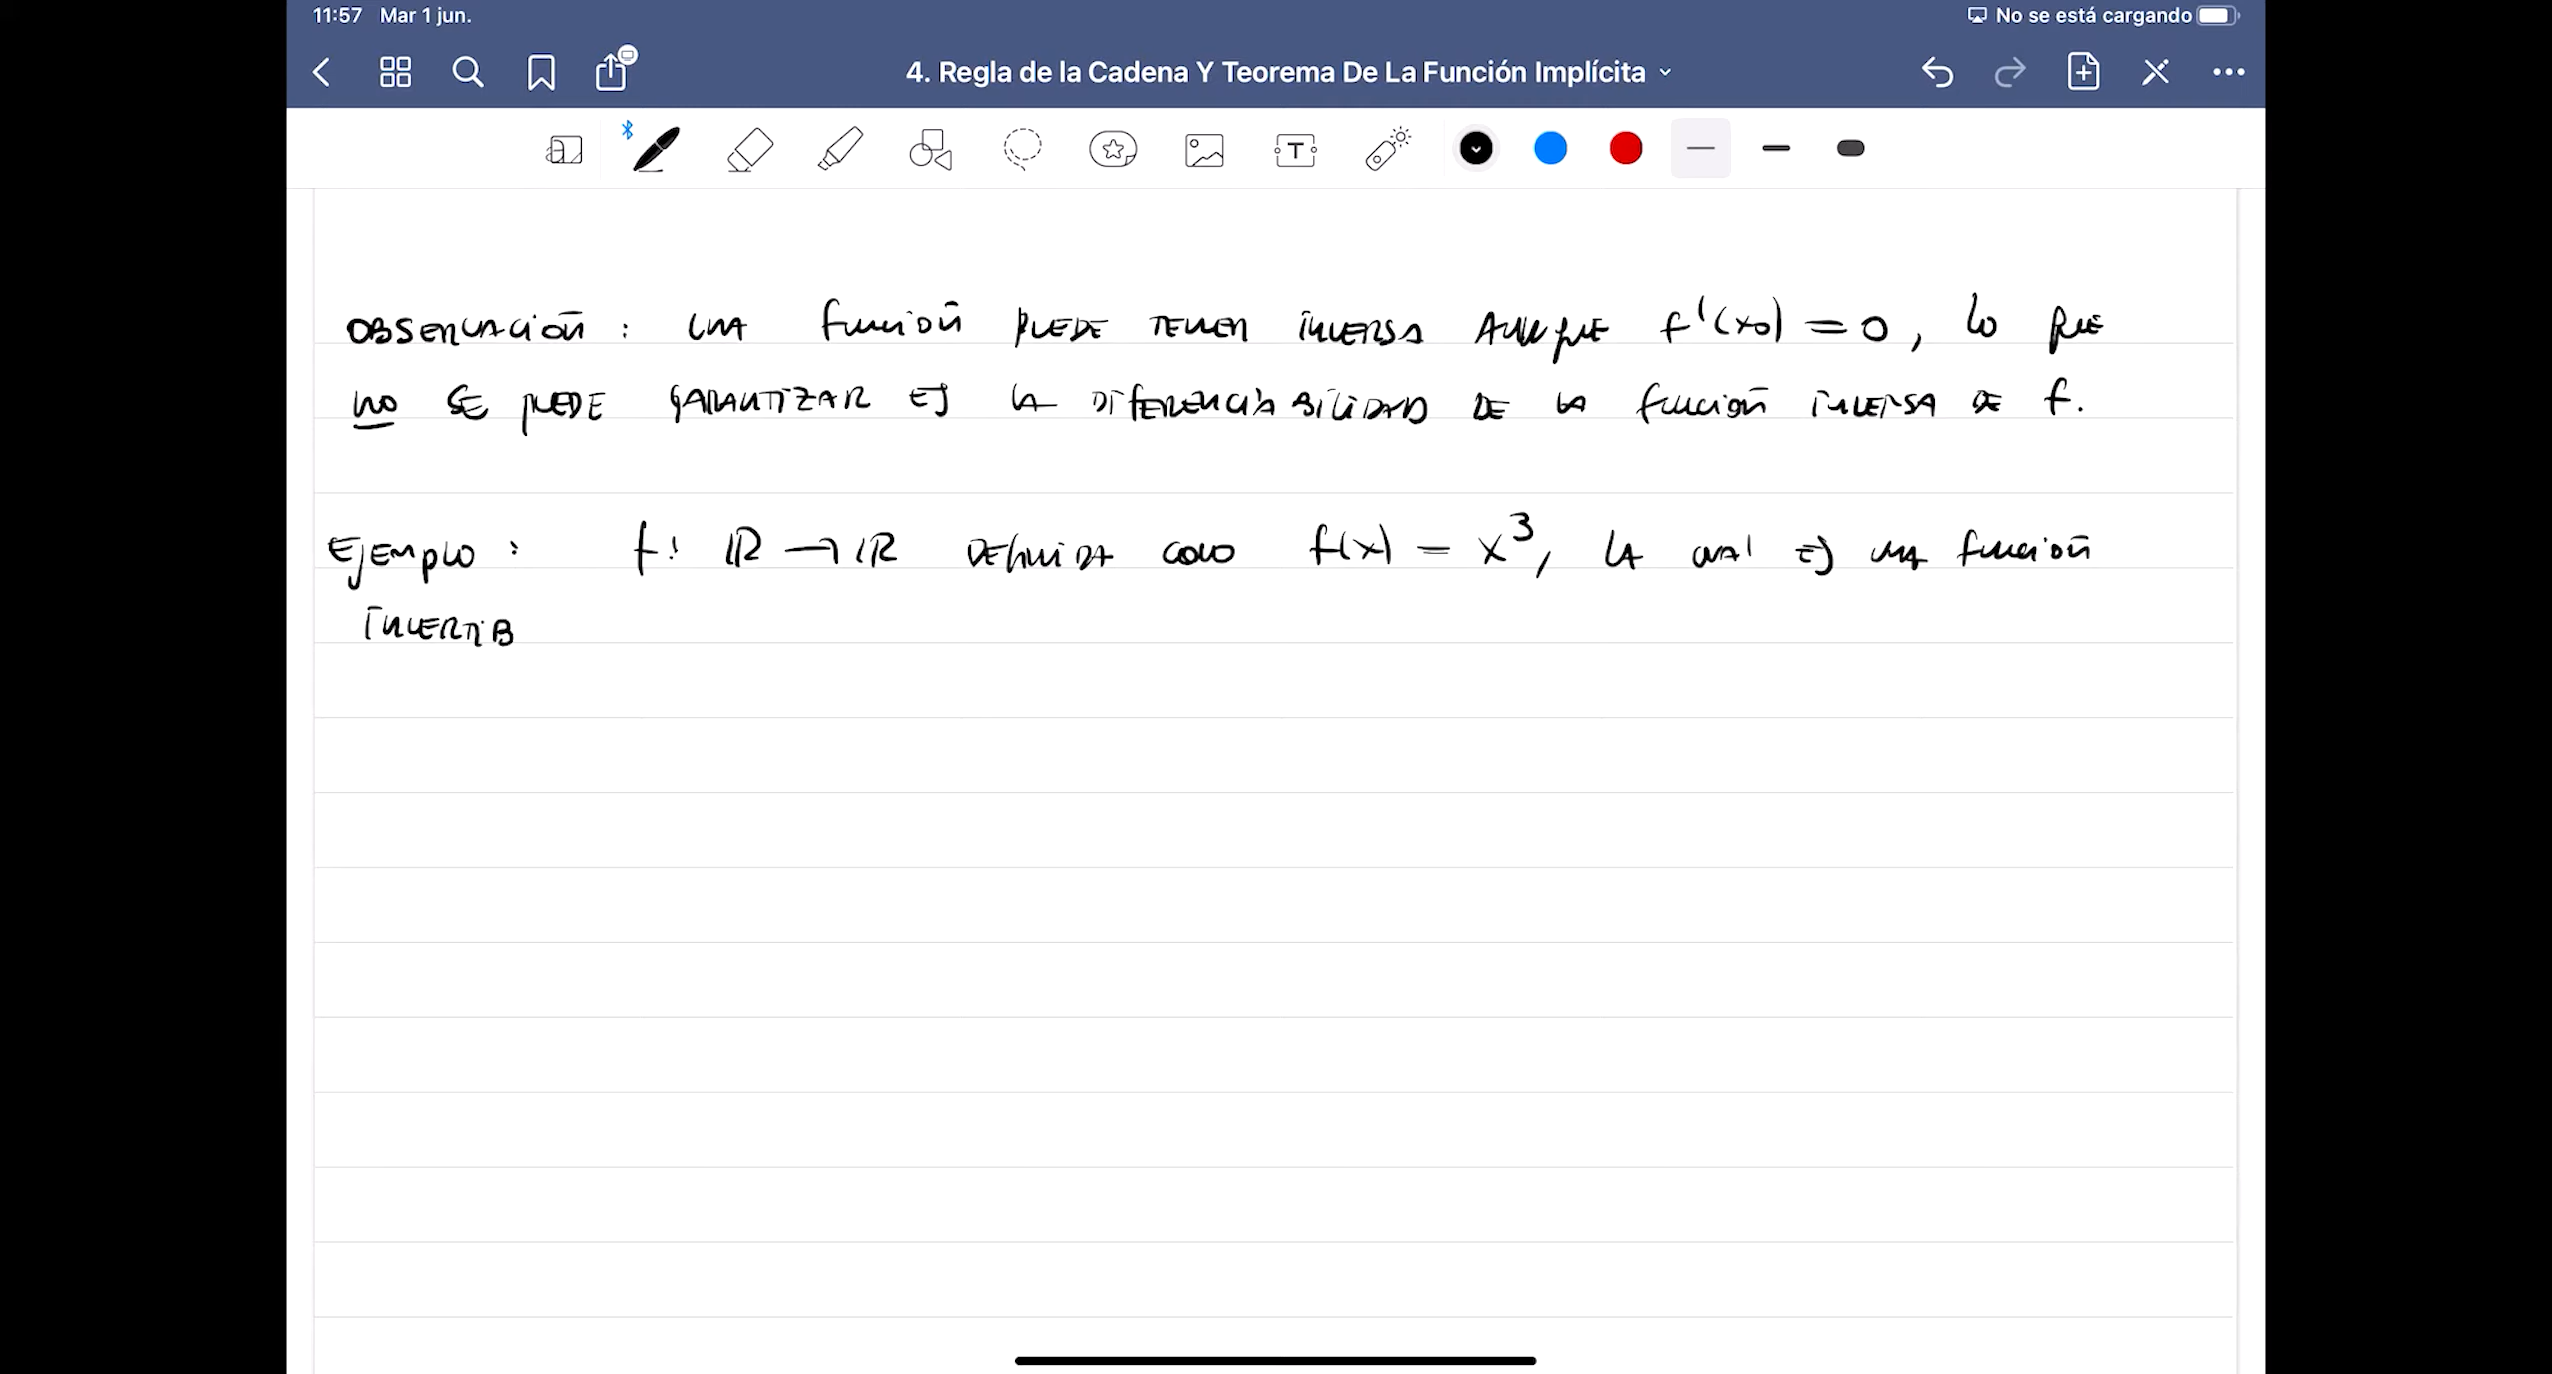 11:57 Mar 1 jun. No se está cargando
4. Regla de la Cadena Y Teorema De La Función Implícita
OBSERVACIÓN : UNA función PUEDE TENER INVERSA AUNQUE f'(x0) = 0, LO QUE
NO SE PUEDE GARANTIZAR ES LA DIFERENCIABILIDAD DE LA función INVERSA DE f.
EJEMPLO : f: ℝ → ℝ DEFINIDA COMO f(x) = x³, LA cual ES UNA función
INVERTIB